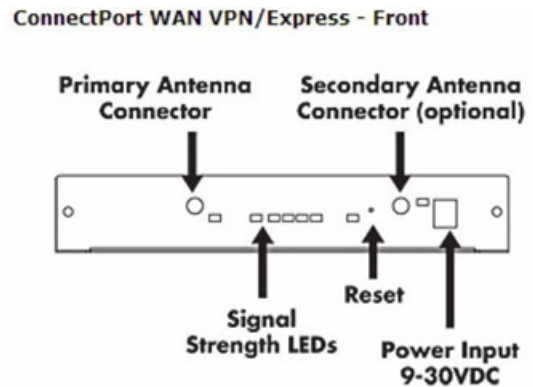 ConnectPort WAN VPN/Express - Front
Primary Antenna
Connector
Secondary Antenna
Connector (optional)
Signal
Strength LEDs
Reset
Power Input
9-30VDC